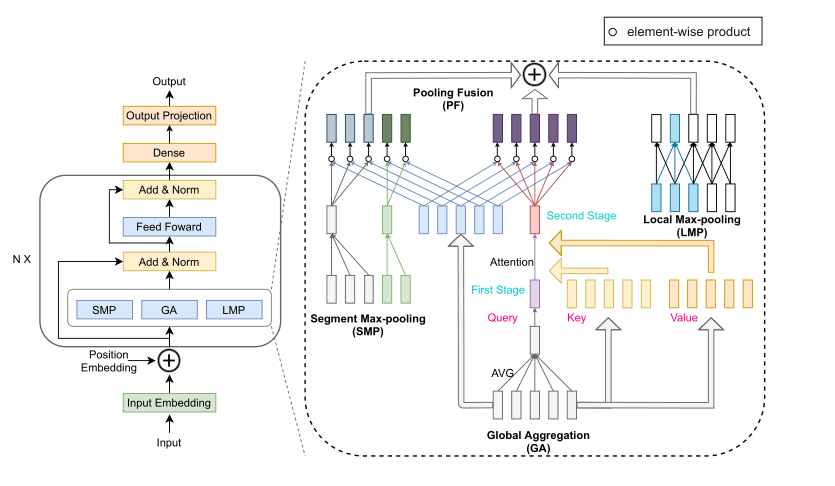 element-wise product
Output
Output Projection
Dense
Add & Norm
Feed Foward
Add & Norm
N X
SMP
GA
LMP
Position
Embedding
Input Embedding
Input
Pooling Fusion
(PF)
Second Stage
Local Max-pooling
(LMP)
Attention
First Stage
Segment Max-pooling
(SMP)
Query
Key
Value
AVG
Global Aggregation
(GA)